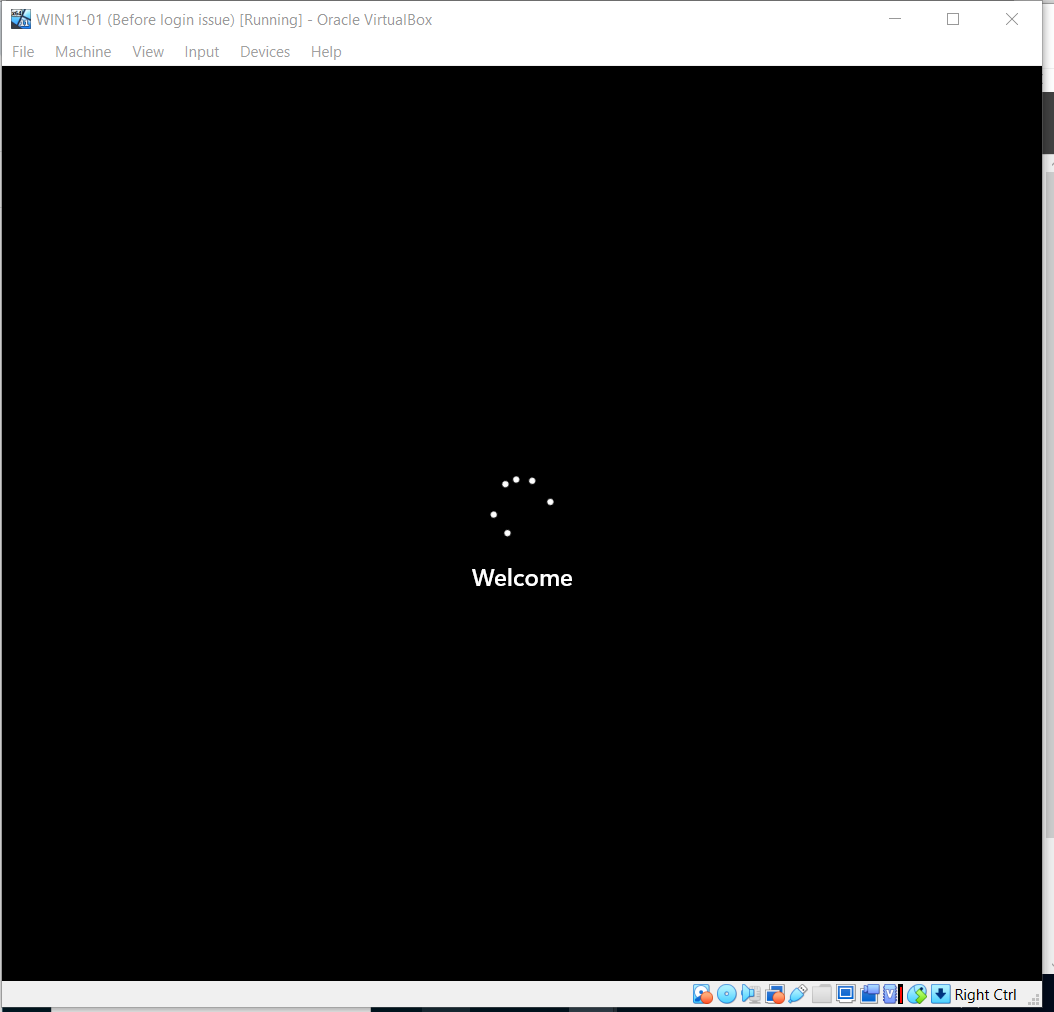 WIN11-01 (Before login issue) [Running] - Oracle VirtualBox
File Machine View Input Devices Help
Welcome
Right Ctrl